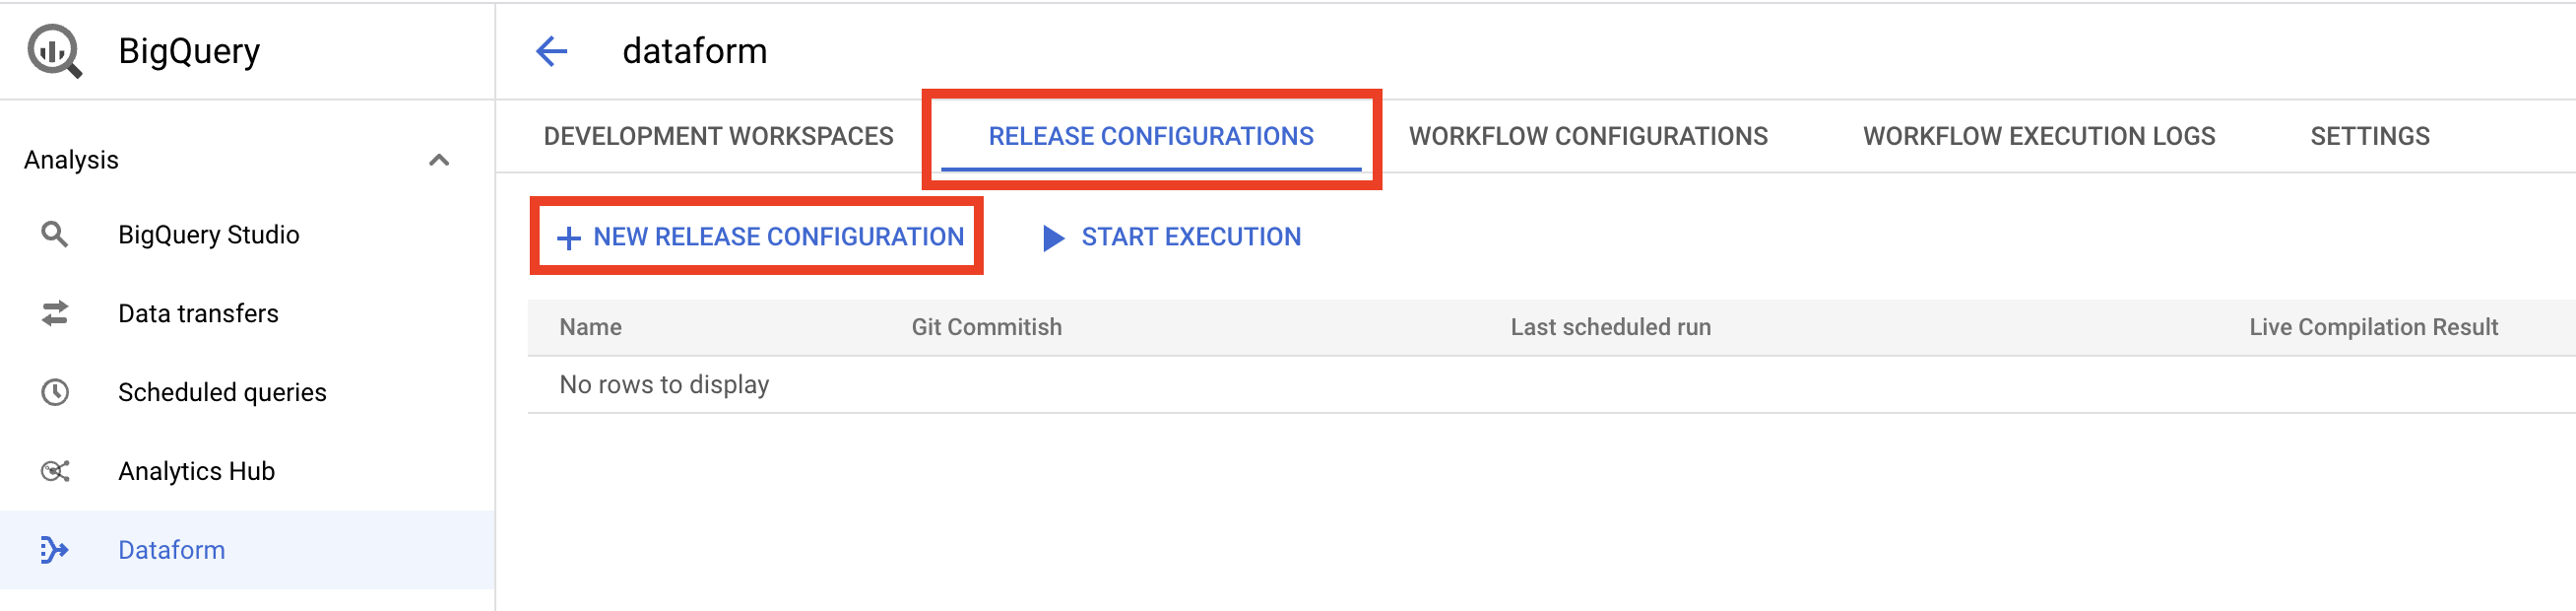 BigQuery
dataform
DEVELOPMENT WORKSPACES RELEASE CONFIGURATIONS WORKFLOW CONFIGURATIONS WORKFLOW EXECUTION LOGS SETTINGS
Analysis
NEW RELEASE CONFIGURATION START EXECUTION
BigQuery Studio
Data transfers
Name Git Commitish Last scheduled run Live Compilation Result
No rows to display
Scheduled queries
Analytics Hub
Dataform